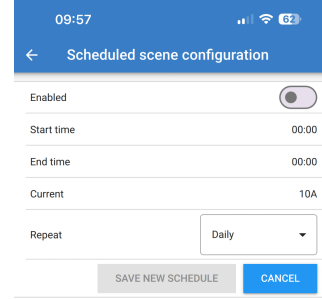 09:57
62
Scheduled scene configuration
Enabled
Start time 00:00
End time 00:00
Current 10A
Repeat Daily
SAVE NEW SCHEDULE CANCEL